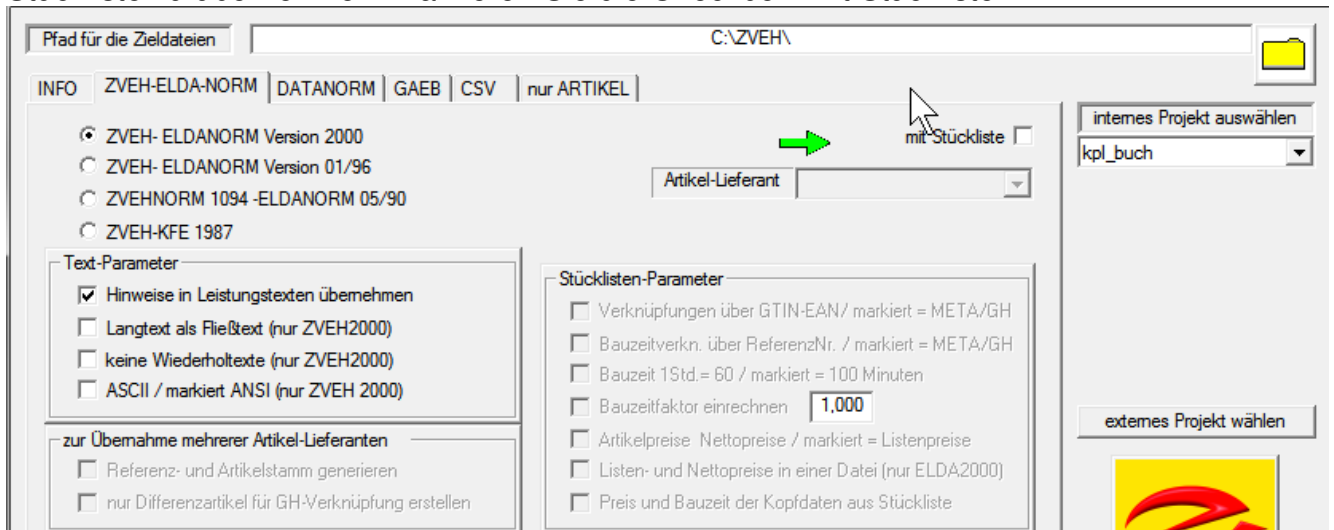 Pfad für die Zieldateien C:\ZVEH\
INFO ZVEH-ELDA-NORM DATANORM GAEB CSV nur ARTIKEL
internes Projekt auswählen
ZVEH- ELDANORM Version 2000 mit Stückliste
kpl_buch
ZVEH- ELDANORM Version 01/96
Artikel-Lieferant
ZVEHNORM 1094 -ELDANORM 05/90
ZVEH-KFE 1987
Text-Parameter
Hinweise in Leistungstexten übernehmen
Langtext als Fließtext (nur ZVEH2000)
keine Wiederholtexte (nur ZVEH2000)
ASCII / markiert ANSI (nur ZVEH 2000)
zur Übernahme mehrerer Artikel-Lieferanten
Referenz- und Artikelstamm generieren
nur Differenzartikel für GH-Verknüpfung erstellen
Stücklisten-Parameter
Verknüpfungen über GTIN-EAN/ markiert = META/GH
Bauzeitverkn. über ReferenzNr. / markiert = META/GH
Bauzeit 1Std.= 60 / markiert = 100 Minuten
Bauzeitfaktor einrechnen 1,000
Artikelpreise Nettopreise / markiert = Listenpreise
Listen- und Nettopreise in einer Datei (nur ELDA2000)
Preis und Bauzeit der Kopfdaten aus Stückliste
externes Projekt wählen